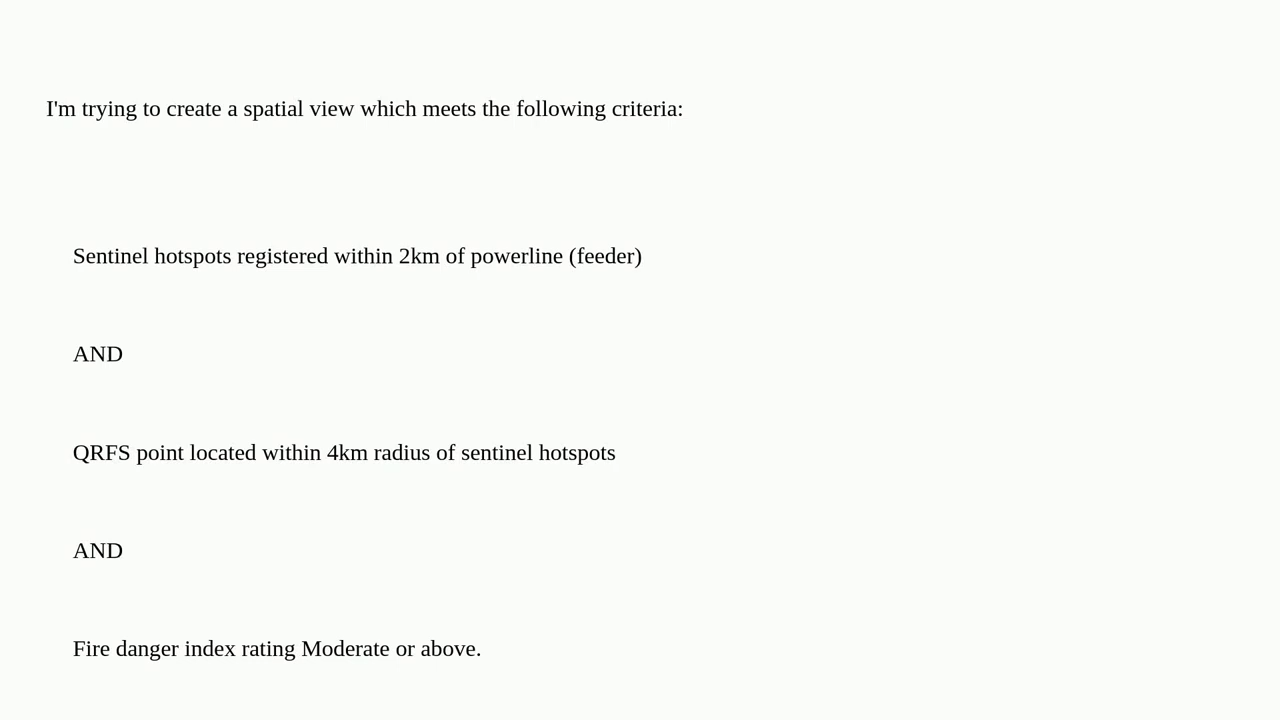 I'm trying to create a spatial view which meets the following criteria:
Sentinel hotspots registered within 2km of powerline (feeder)
AND
QRFS point located within 4km radius of sentinel hotspots
AND
Fire danger index rating Moderate or above.